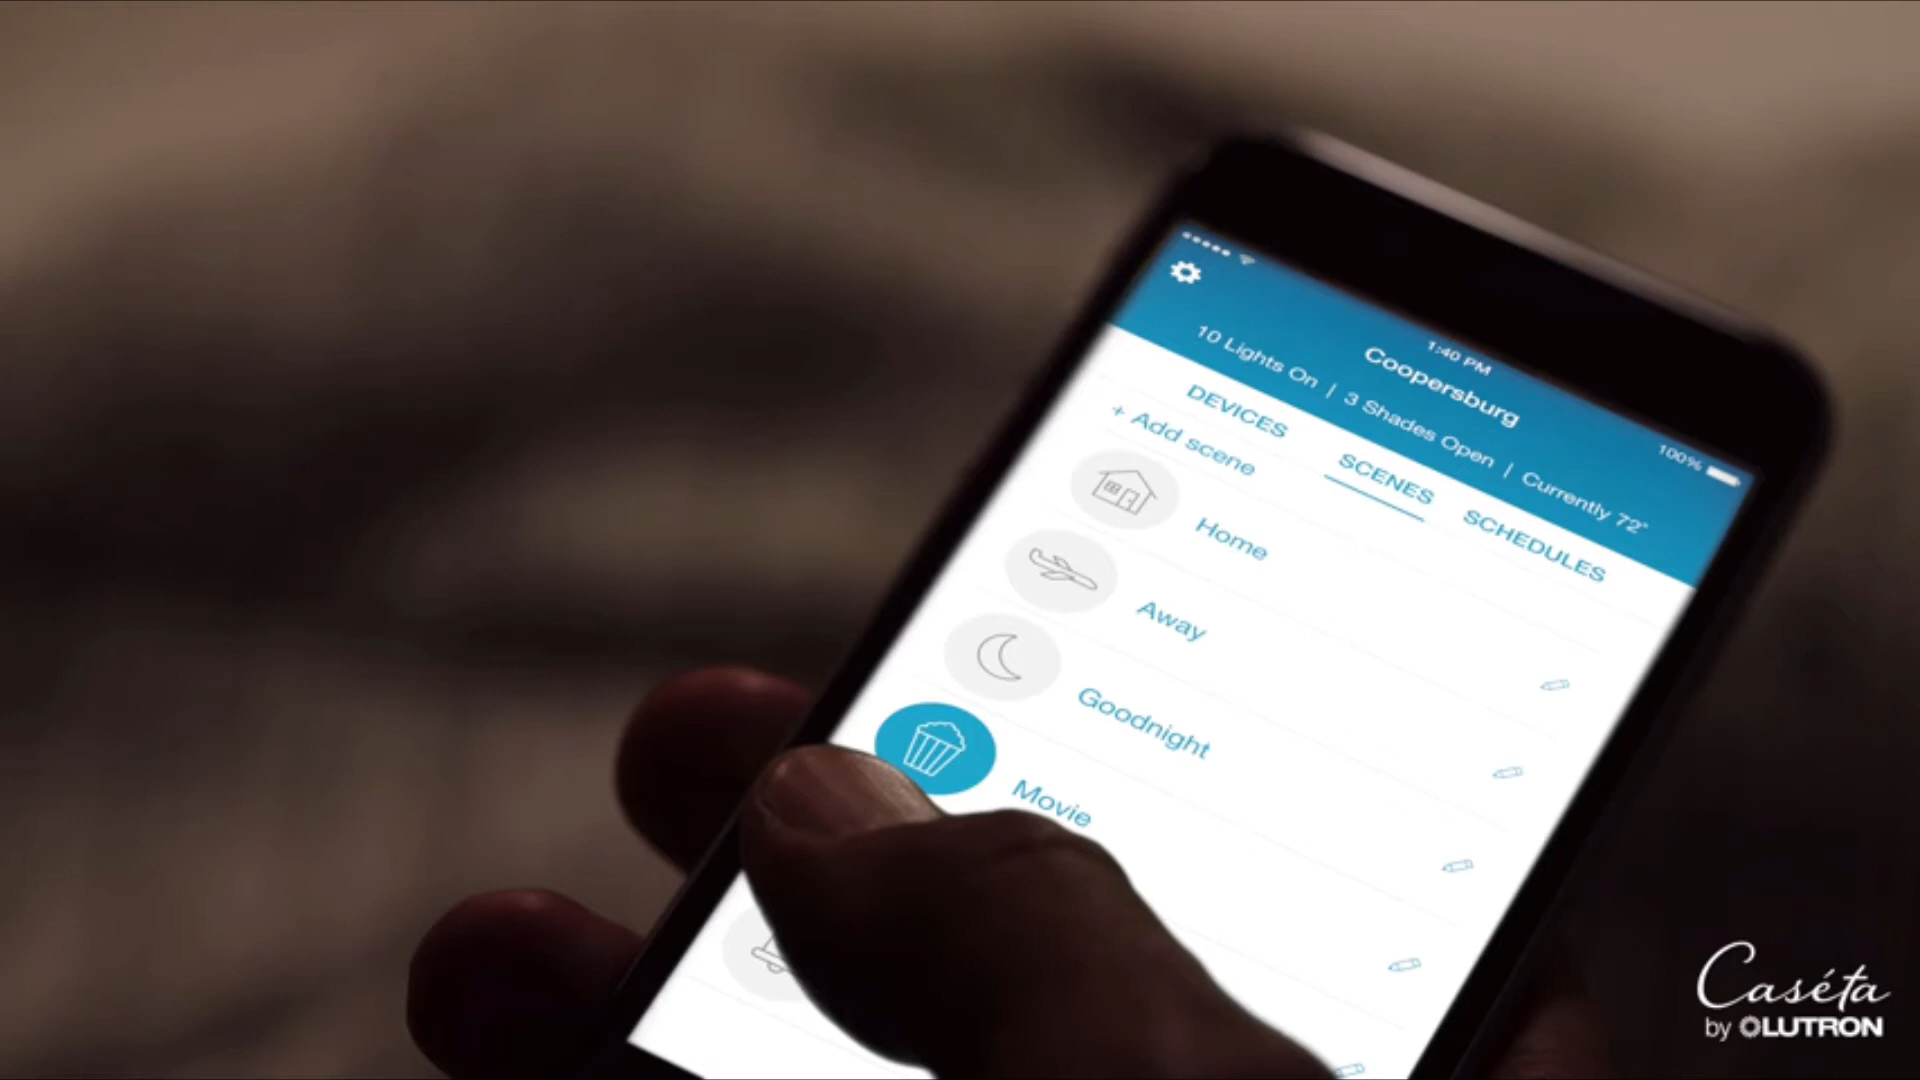 1:40 PM
100%
Coopersburg
10 Lights On | 3 Shades Open | Currently 72°
DEVICES
SCENES
SCHEDULES
+ Add scene
Home
Away
Goodnight
Movie
Caséta
by LUTRON